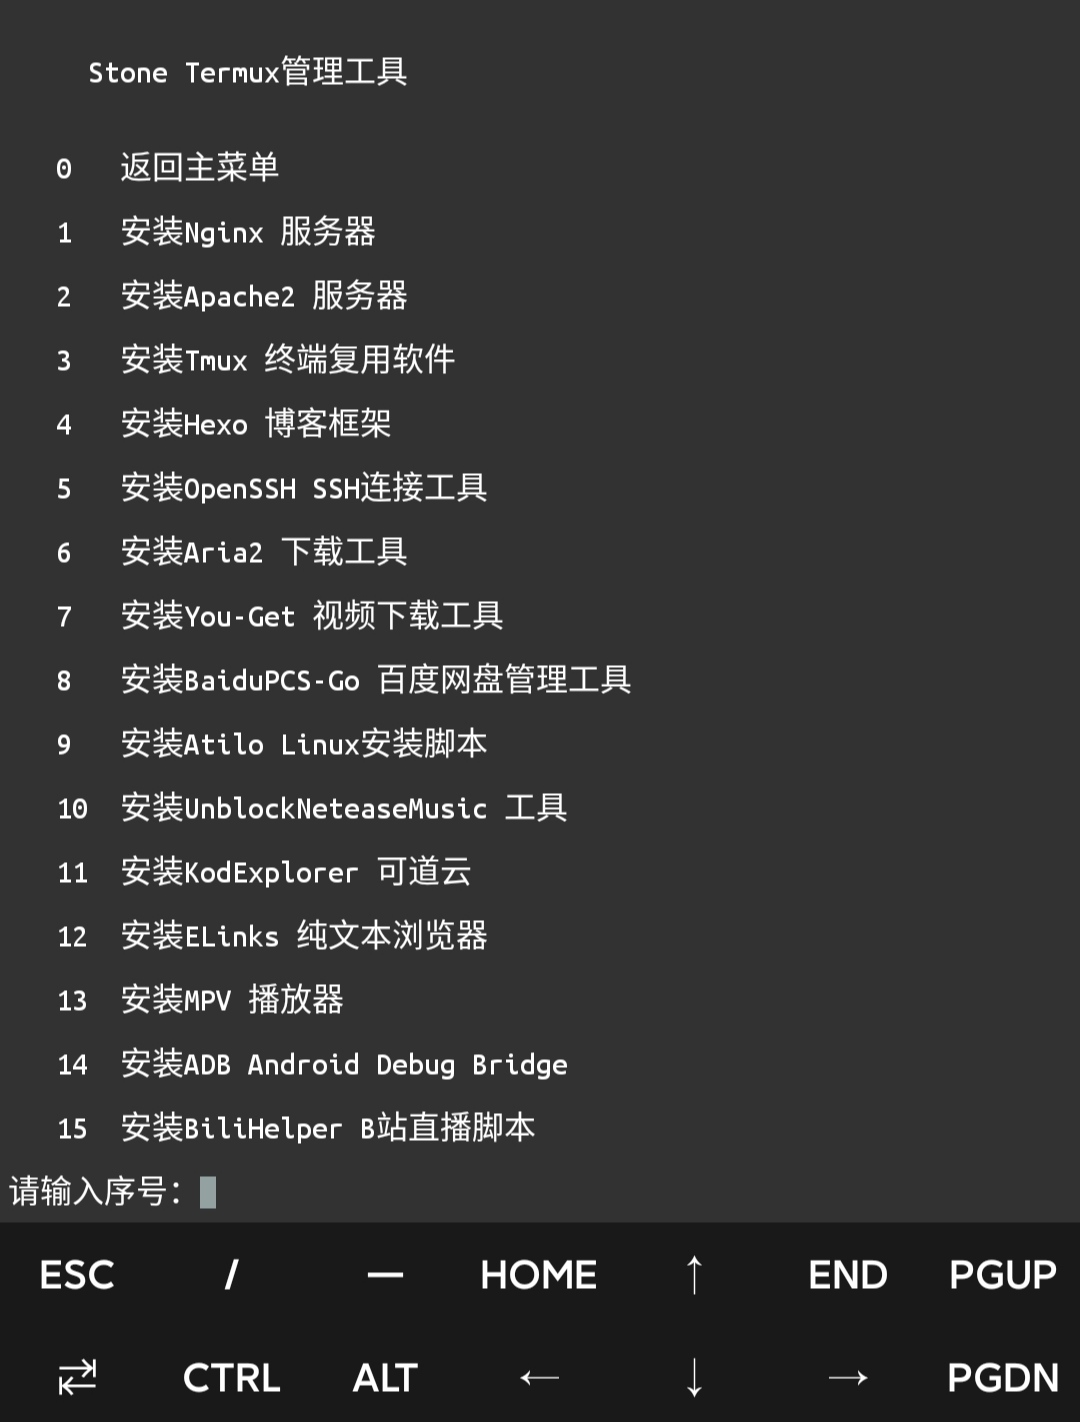 Stone Termux管理工具
0 返回主菜单
1 安装Nginx 服务器
2 安装Apache2 服务器
3 安装Tmux 终端复用软件
4 安装Hexo 博客框架
5 安装OpenSSH SSH连接工具
6 安装Aria2 下载工具
7 安装You-Get 视频下载工具
8 安装BaiduPCS-Go 百度网盘管理工具
9 安装Atilo Linux安装脚本
10 安装UnblockNeteaseMusic 工具
11 安装KodExplorer 可道云
12 安装ELinks 纯文本浏览器
13 安装MPV 播放器
14 安装ADB Android Debug Bridge
15 安装BiliHelper B站直播脚本
请输入序号:
ESC / — HOME ↑ END PGUP
⇄ CTRL ALT ← ↓ → PGDN